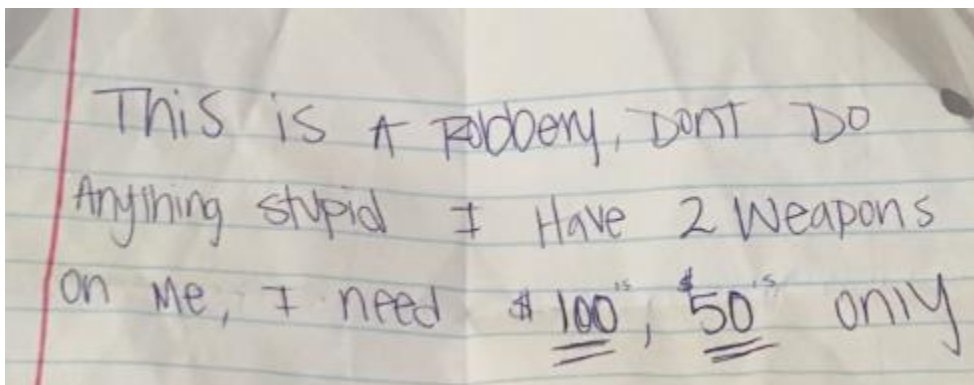 This is A Robbery, Dont Do
Anything stupid I Have 2 Weapons
on me, I need $100's, $50's only